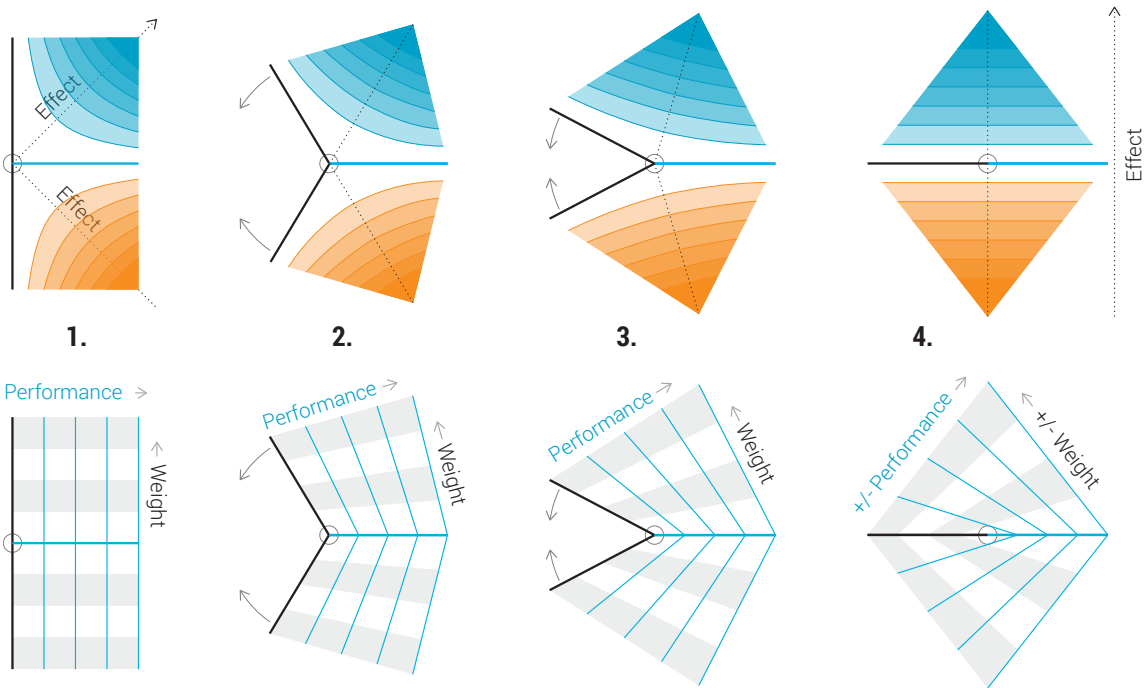 Effect
Effect
Effect
1.
2.
3.
4.
Performance
Weight
Performance
Weight
Performance
Weight
+/- Performance
+/- Weight